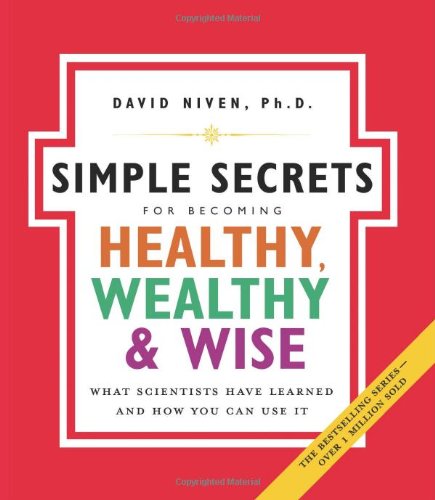 Copyrighted Material
DAVID NIVEN, Ph.D.
SIMPLE SECRETS
FOR BECOMING
HEALTHY,
WEALTHY
& WISE
WHAT SCIENTISTS HAVE LEARNED
AND HOW YOU CAN USE IT
THE BESTSELLING SERIES—
OVER 1 MILLION SOLD
Copyrighted Material